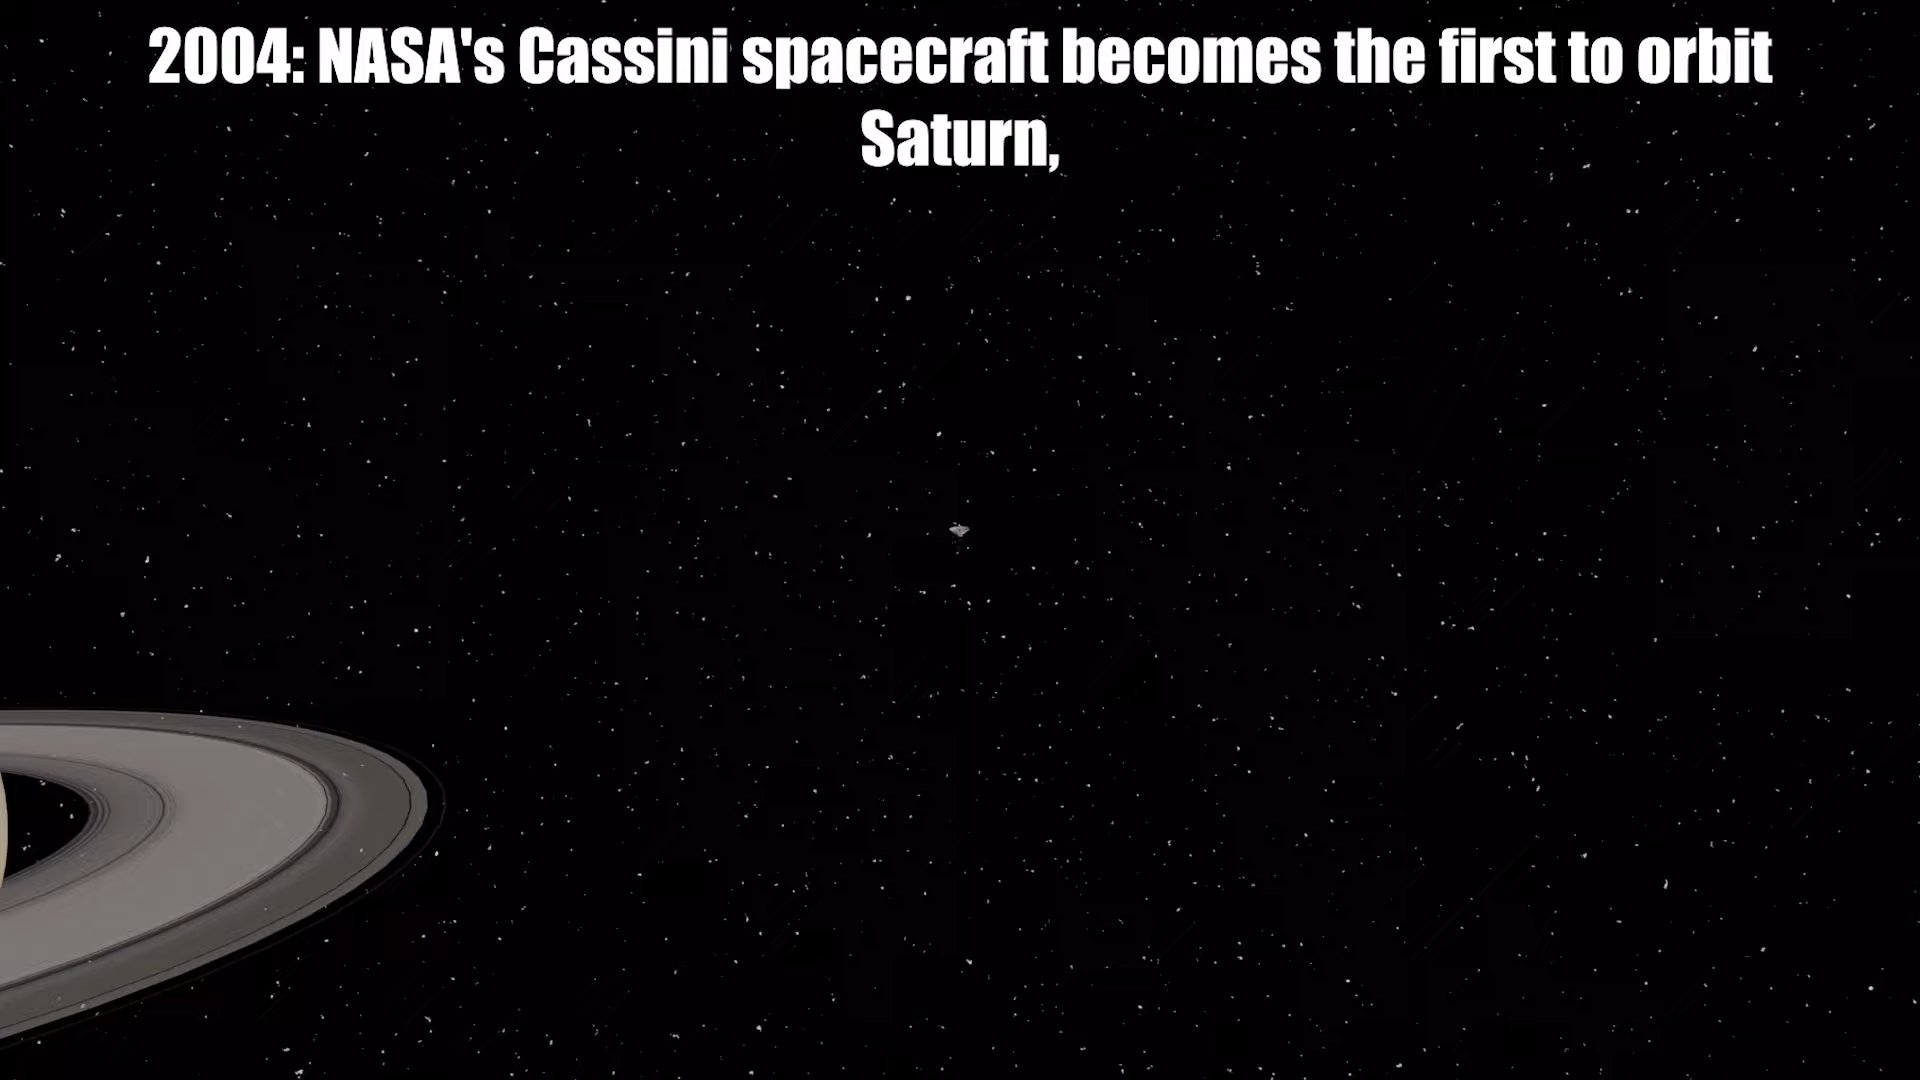 2004: NASA's Cassini spacecraft becomes the first to orbit
Saturn,